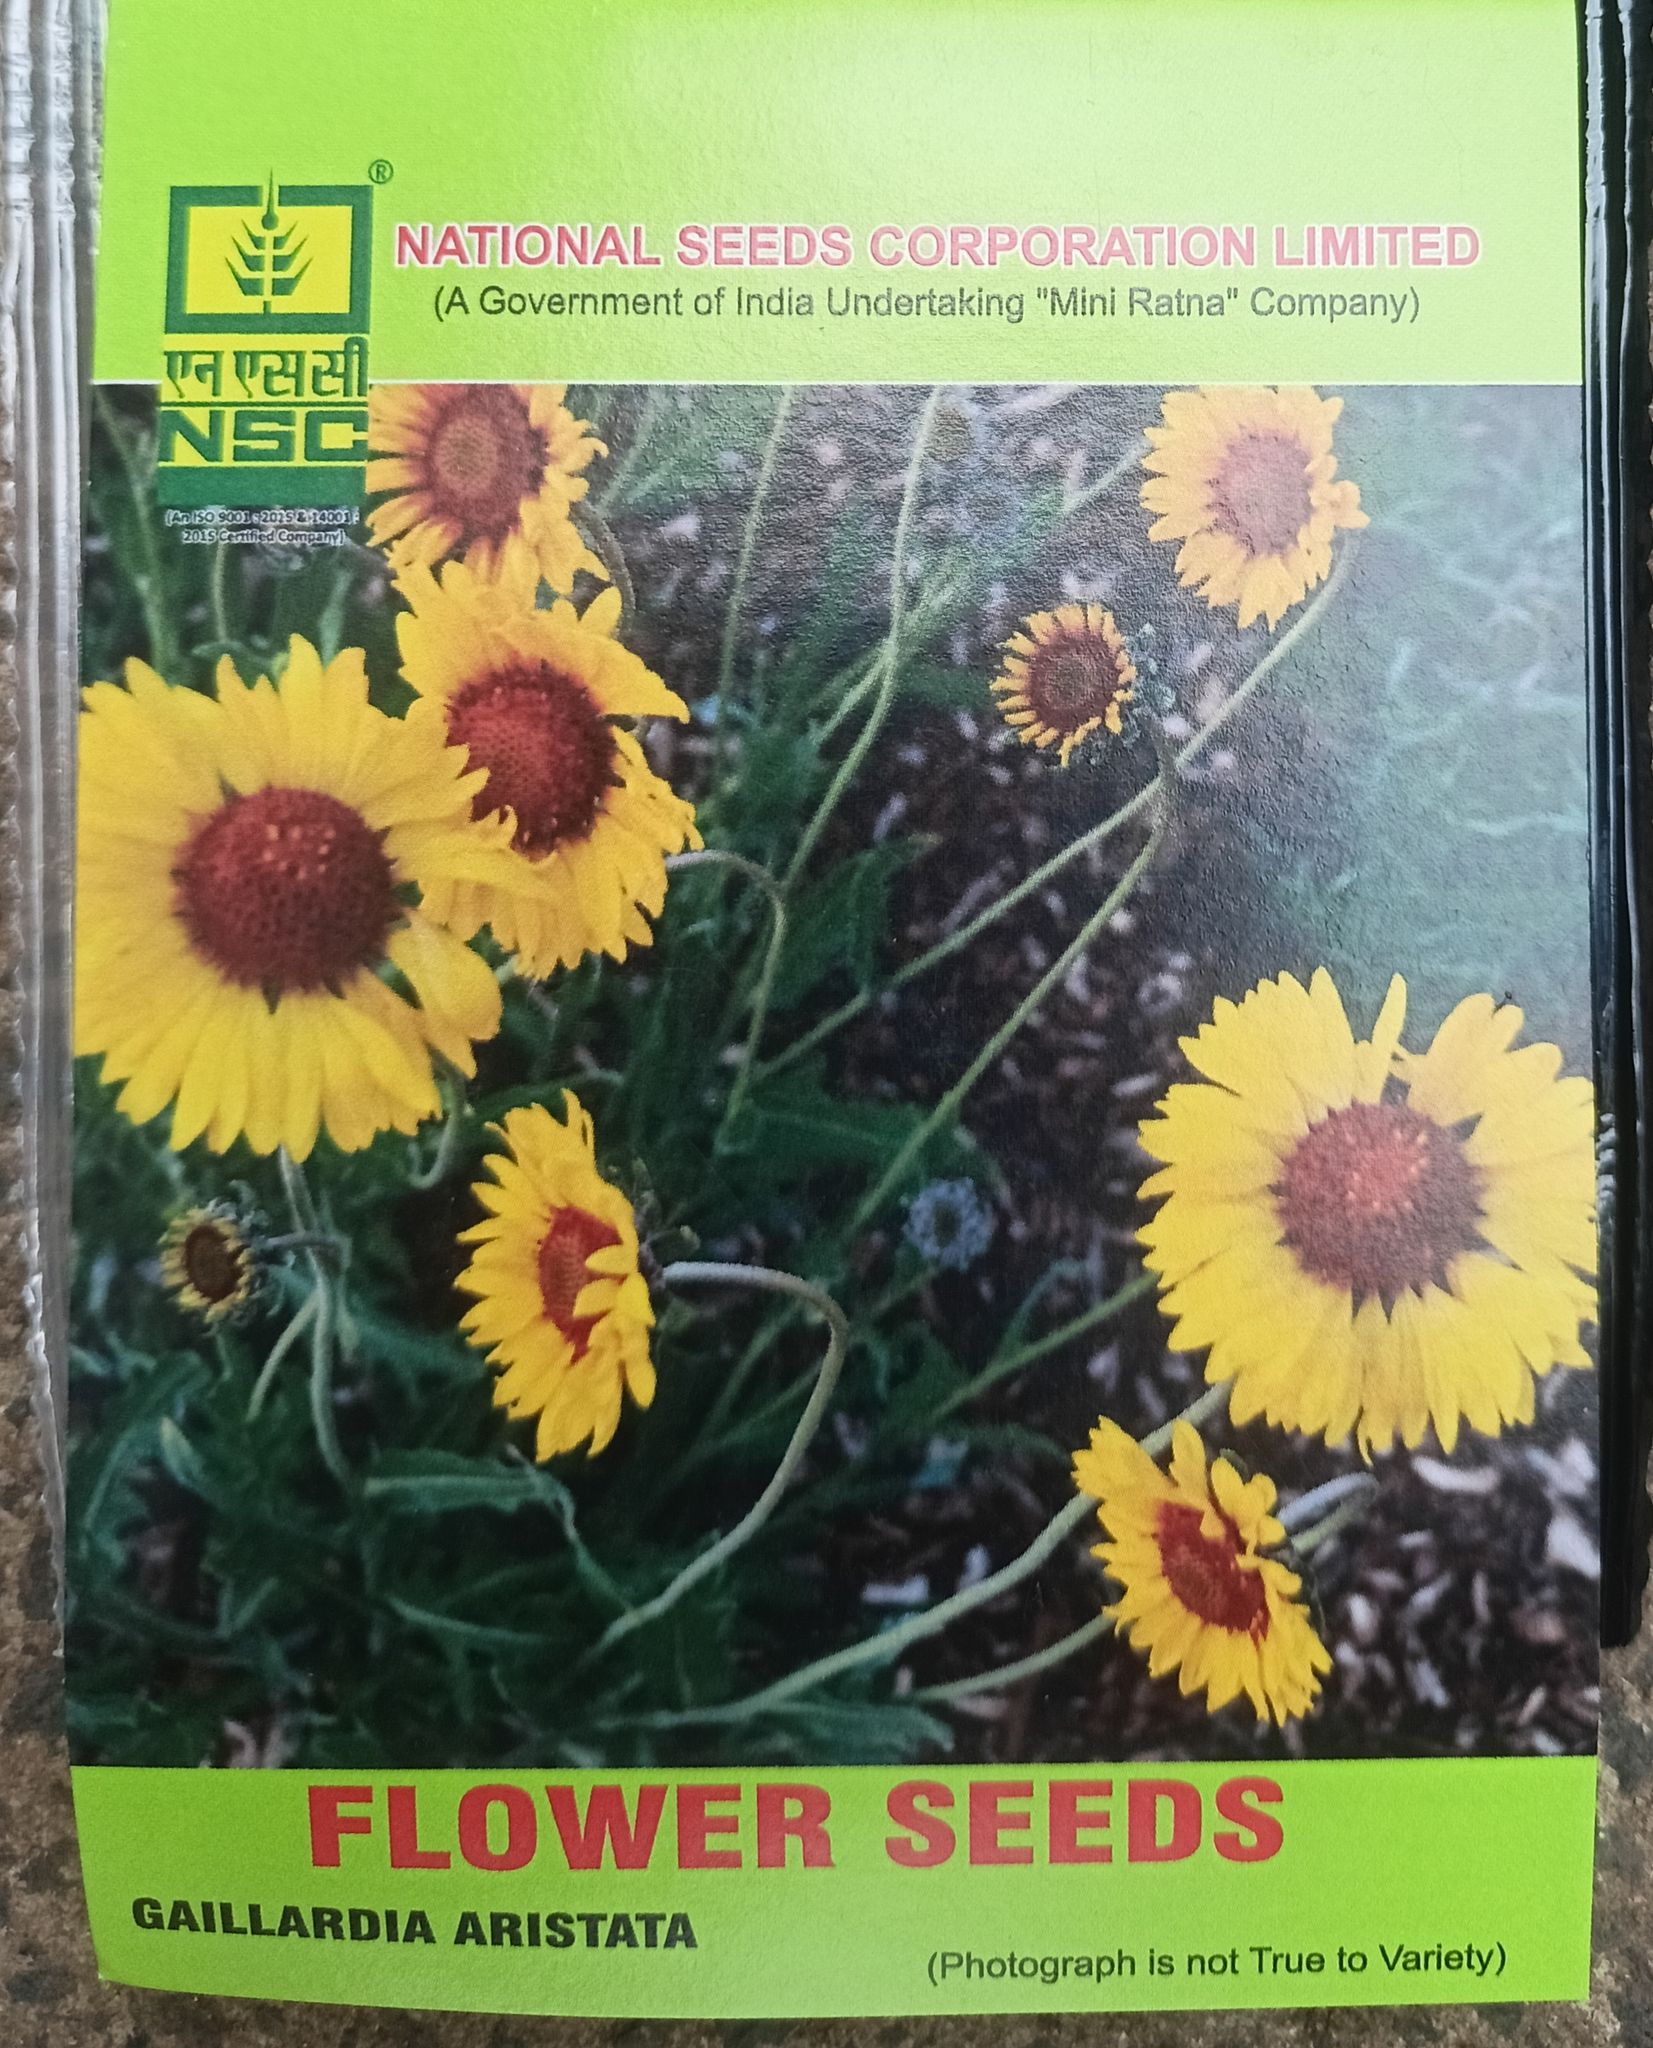 ®
NATIONAL SEEDS CORPORATION LIMITED
(A Government of India Undertaking "Mini Ratna" Company)
एन एस सी
NSC
(An ISO 9001 : 2015 & 14001 :
2015 Certified Company)
FLOWER SEEDS
GAILLARDIA ARISTATA
(Photograph is not True to Variety)